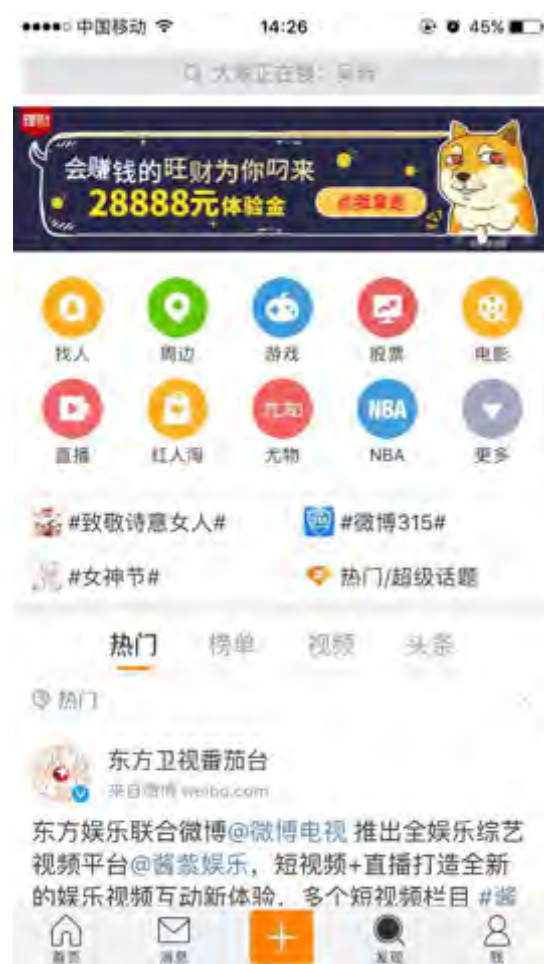 中国移动 14:26 45%
大家正在搜：
理财
会赚钱的旺财为你叼来
28888元体验金
找人 周边 游戏 股票 电影
NBA
直播 红人淘 尤物 NBA 更多
#致敬诗意女人# #微博315#
#女神节# 热门/超级话题
热门 榜单 视频 头条
热门
东方卫视番茄台
来自微博 weibo.com
东方娱乐联合微博@微博电视 推出全娱乐综艺
视频平台@酱紫娱乐，短视频+直播打造全新
的娱乐视频互动新体验，多个短视频栏目 #酱
首页 消息 发现 我